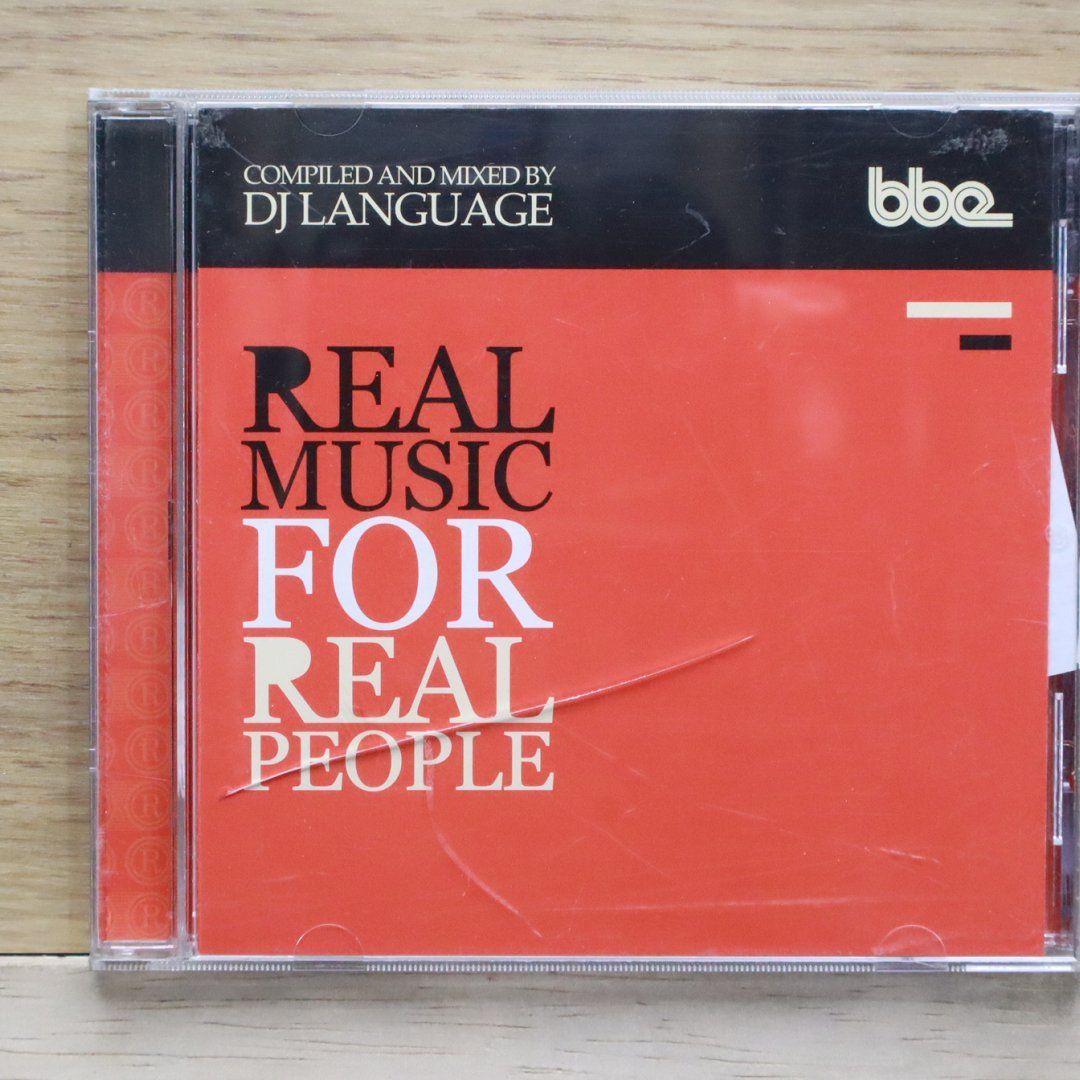 COMPILED AND MIXED BY
DJ LANGUAGE
bbe
REAL
MUSIC
FOR
REAL
PEOPLE